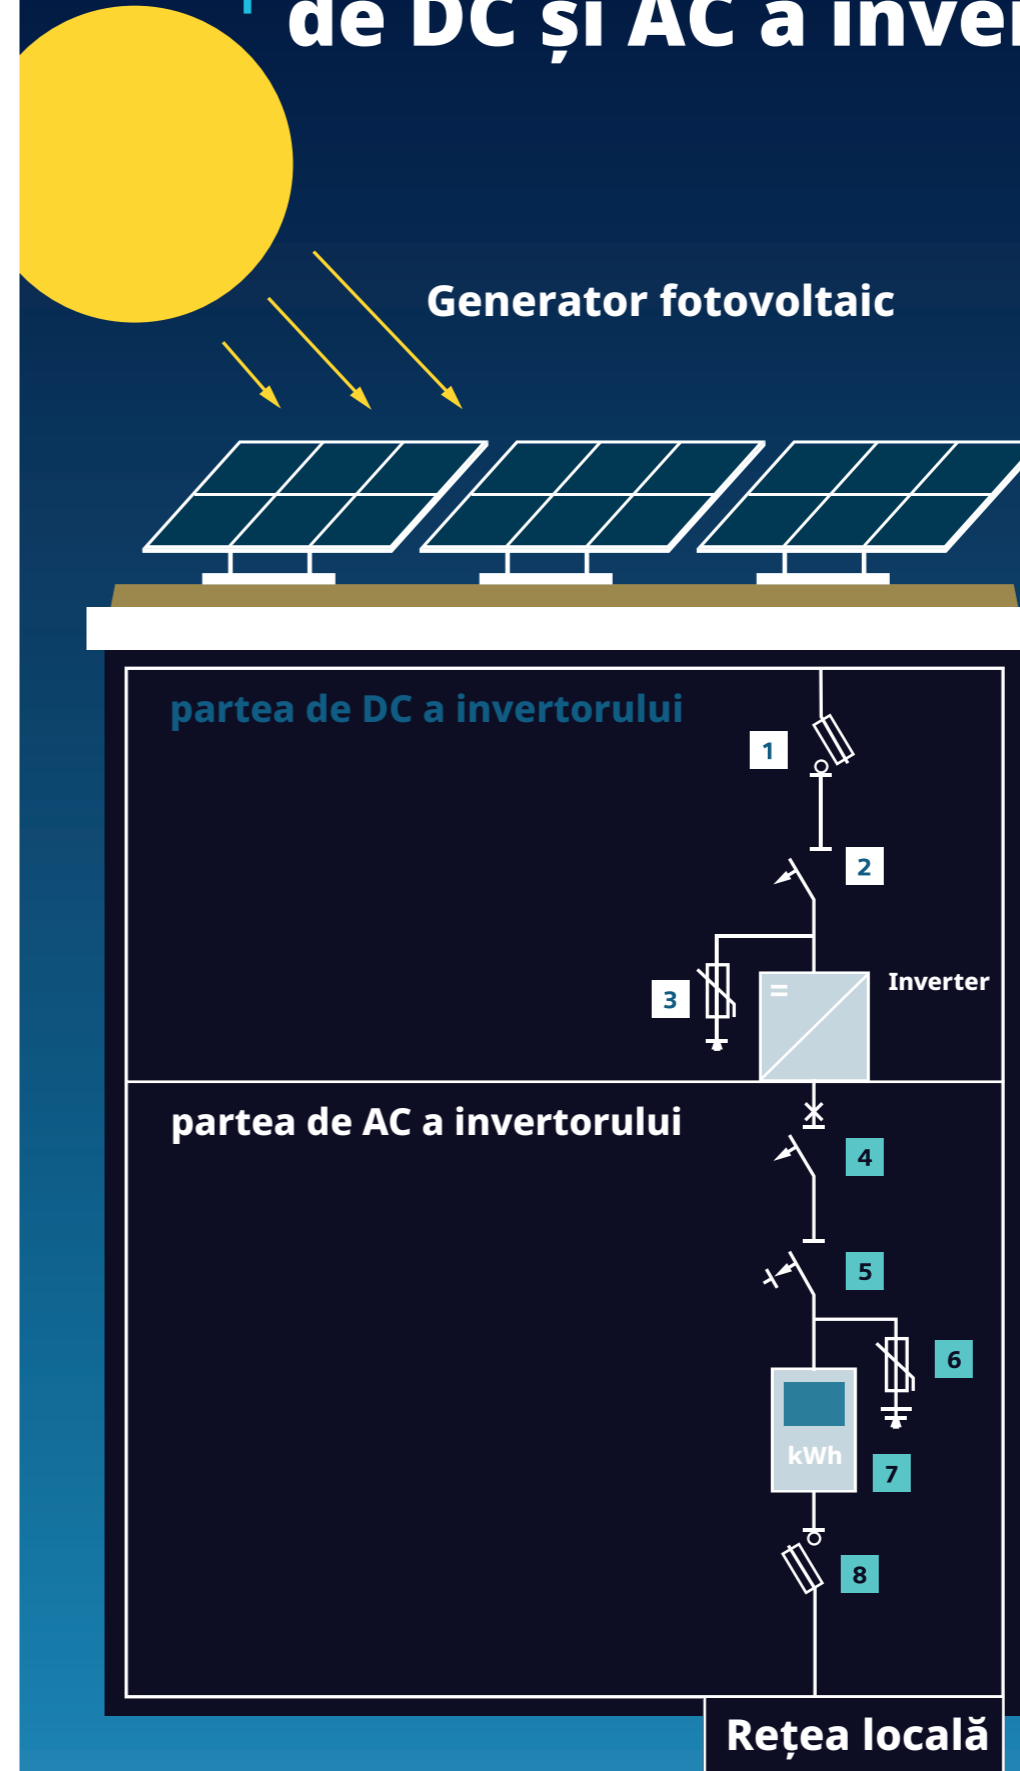 de DC și AC a inver
Generator fotovoltaic
partea de DC a invertorului
1
2
3
=
Inverter
partea de AC a invertorului
4
5
6
kWh
7
8
Rețea locală